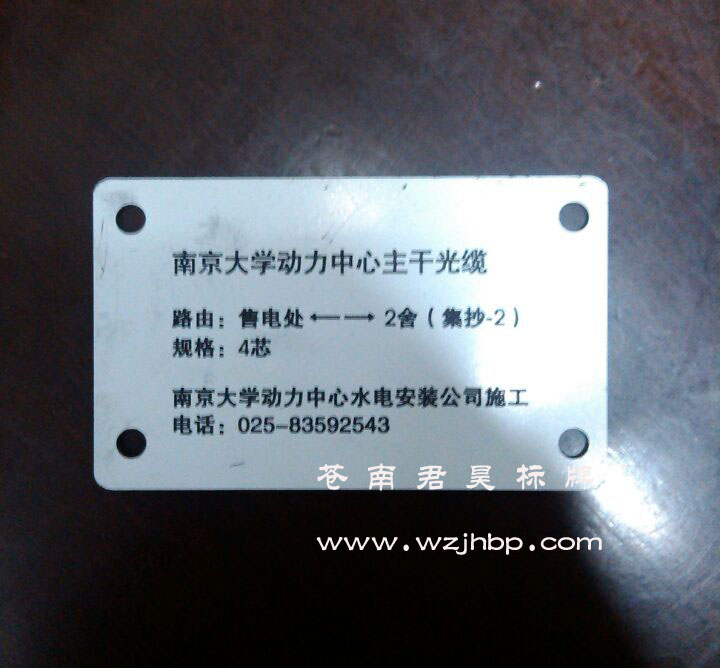 南京大学动力中心主干光缆
路由：售电处←—→ 2舍（集抄-2）
规格：4芯
南京大学动力中心水电安装公司施工
电话：025-83592543
苍南君昊标牌
www.wzjhbp.com